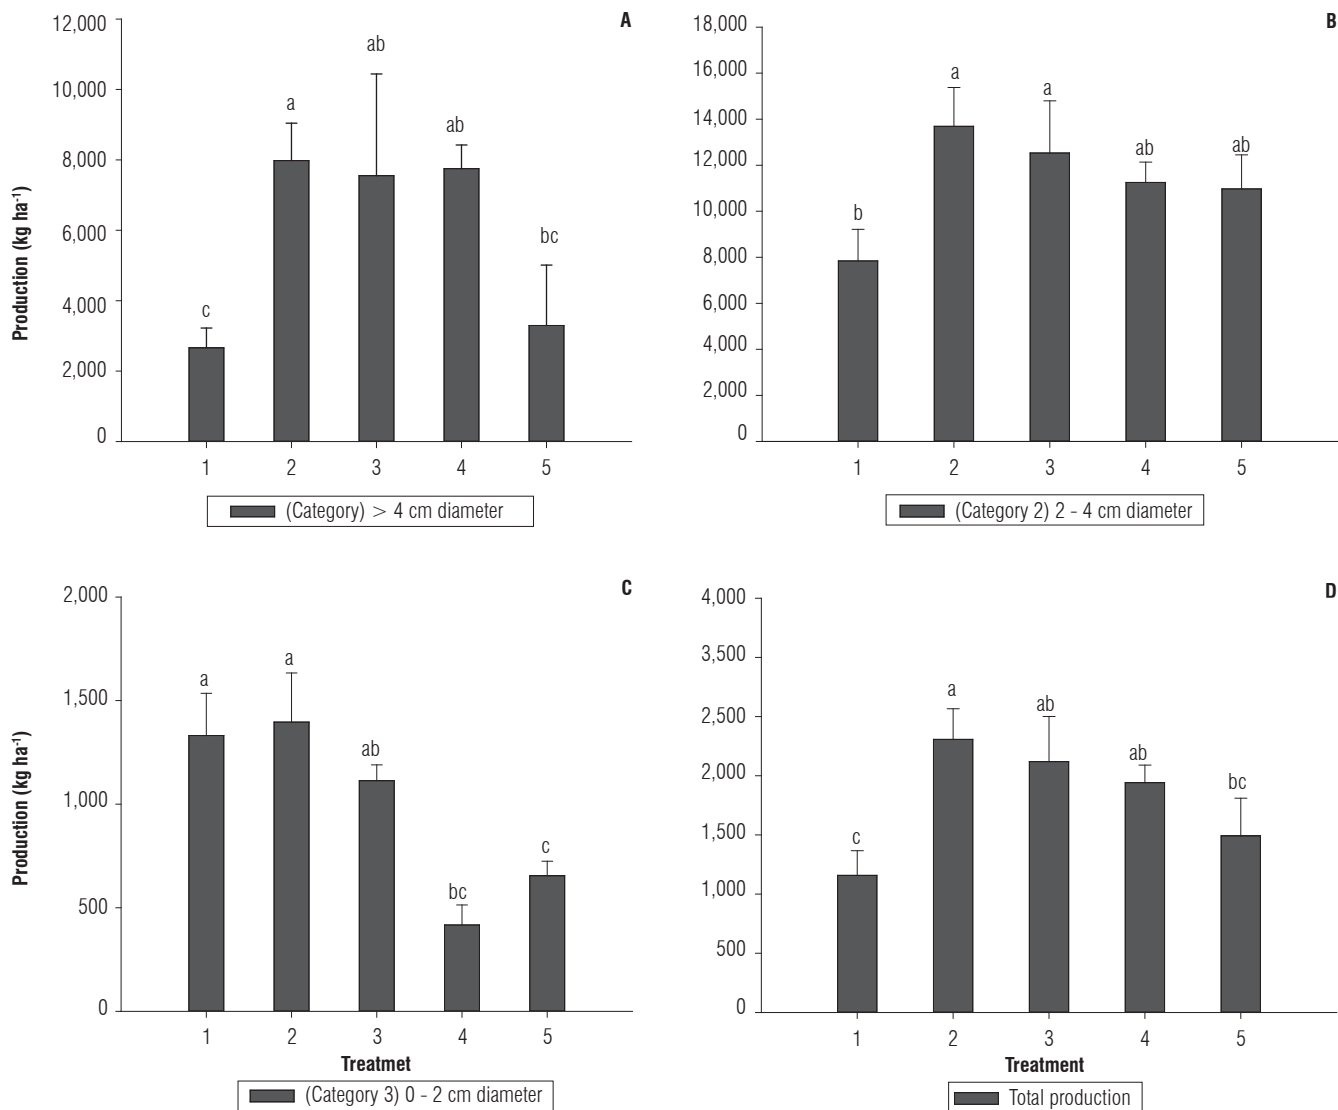 A
12,000
10,000
8,000
6,000
4,000
2,000
0
Production (kg ha-1)
c
a
ab
ab
bc
1 2 3 4 5
(Category) > 4 cm diameter
B
18,000
16,000
14,000
12,000
10,000
8,000
6,000
4,000
2,000
0
b
a
a
ab
ab
1 2 3 4 5
(Category 2) 2 - 4 cm diameter
C
2,000
1,500
1,000
500
0
Production (kg ha-1)
a
a
ab
bc
c
1 2 3 4 5
Treatmet
(Category 3) 0 - 2 cm diameter
D
4,000
3,500
2,500
2,000
1,500
1,000
500
0
c
a
ab
ab
bc
1 2 3 4 5
Treatment
Total production